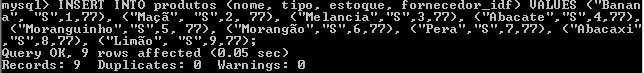 mysql> INSERT INTO produtos (nome, tipo, estoque, fornecedor_idf) VALUES ("Banan
a", "S",1,77), ("Maçã", "S",2, 77), ("Melancia","S",3,77), ("Abacate","S",4,77),
("Moranguinho","S",5, 77), ("Morangão","S",6,77), ("Pera","S",7,77), ("Abacaxi
","S",8,77), ("Limão", "S",9,77);
Query OK, 9 rows affected (0.05 sec)
Records: 9  Duplicates: 0  Warnings: 0